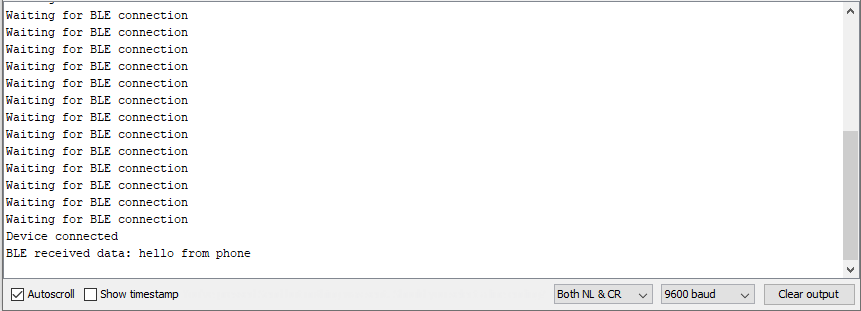 Waiting for BLE connection
Waiting for BLE connection
Waiting for BLE connection
Waiting for BLE connection
Waiting for BLE connection
Waiting for BLE connection
Waiting for BLE connection
Waiting for BLE connection
Waiting for BLE connection
Waiting for BLE connection
Waiting for BLE connection
Waiting for BLE connection
Waiting for BLE connection
Device connected
BLE received data: hello from phone
Autoscroll Show timestamp Both NL & CR 9600 baud Clear output